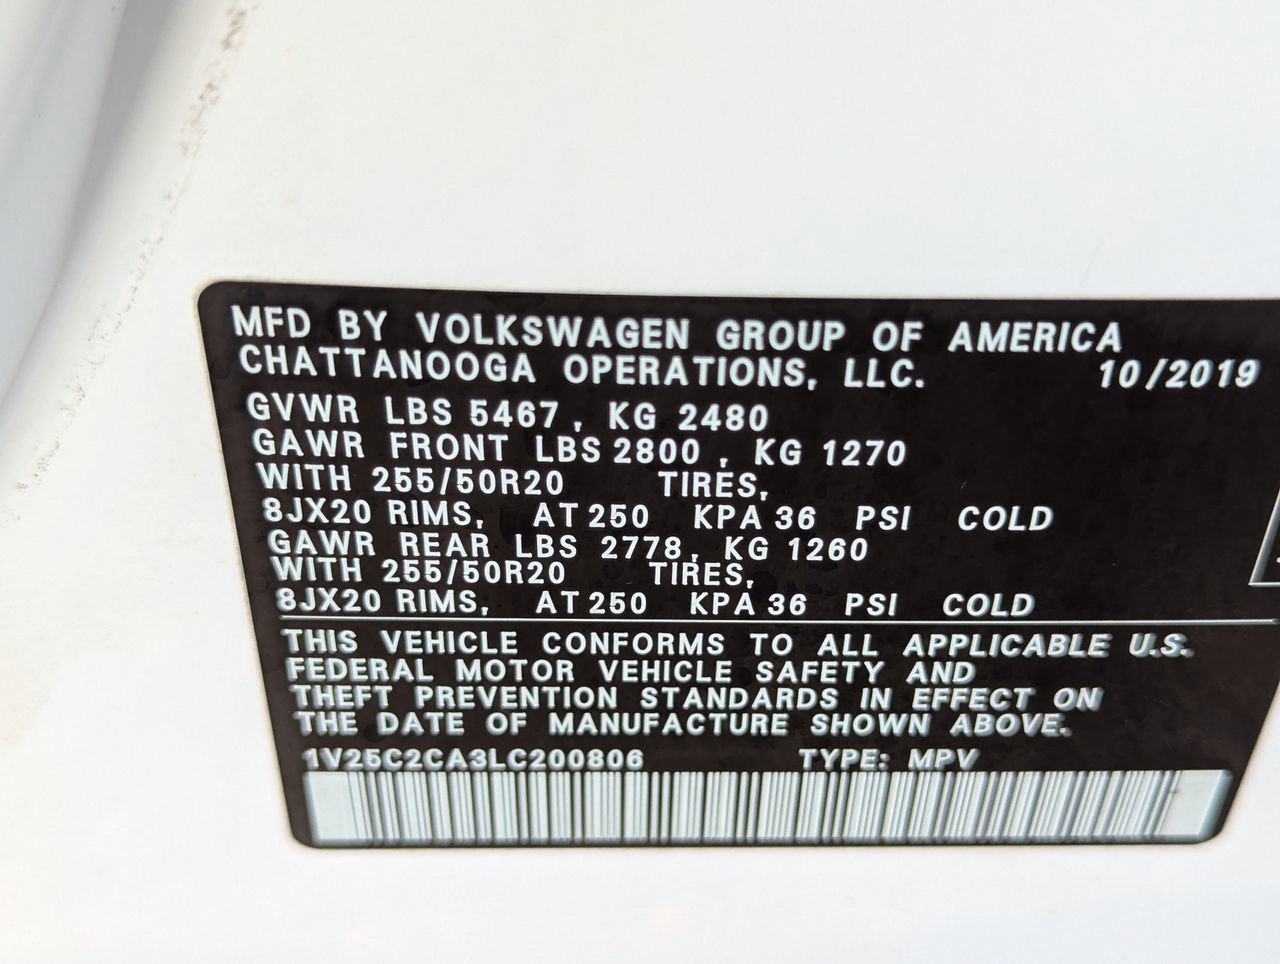 MFD BY VOLKSWAGEN GROUP OF AMERICA
CHATTANOOGA OPERATIONS, LLC. 10/2019
GVWR LBS 5467, KG 2480
GAWR FRONT LBS 2800, KG 1270
WITH 255/50R20 TIRES,
8JX20 RIMS, AT 250 KPA 36 PSI COLD
GAWR REAR LBS 2778, KG 1260
WITH 255/50R20 TIRES,
8JX20 RIMS, AT 250 KPA 36 PSI COLD
THIS VEHICLE CONFORMS TO ALL APPLICABLE U.S.
FEDERAL MOTOR VEHICLE SAFETY AND
THEFT PREVENTION STANDARDS IN EFFECT ON
THE DATE OF MANUFACTURE SHOWN ABOVE.
1V25C2CA3LC200806 TYPE: MPV